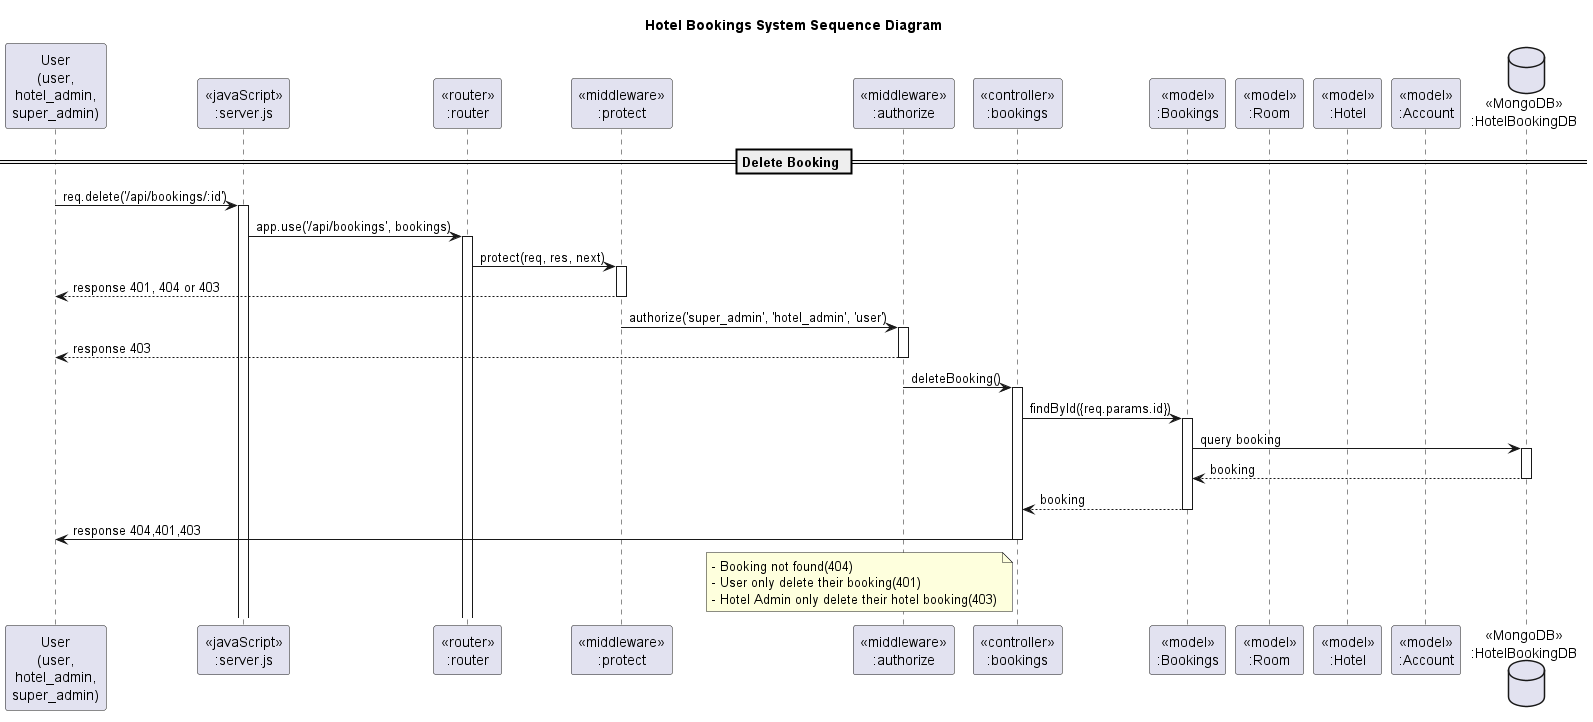 Hotel Bookings System Sequence Diagram
User
(user,
hotel_admin,
super_admin)
«javaScript»
:server.js
«router»
:router
«middleware»
:protect
«middleware»
:authorize
«controller»
:bookings
«model»
:Bookings
«model»
:Room
«model»
:Hotel
«model»
:Account
«MongoDB»
:HotelBookingDB
Delete Booking
req.delete('/api/bookings/:id')
app.use('/api/bookings', bookings)
protect(req, res, next)
response 401, 404 or 403
authorize('super_admin', 'hotel_admin', 'user')
response 403
deleteBooking()
findById({req.params.id})
query booking
booking
booking
response 404,401,403
- Booking not found(404)
- User only delete their booking(401)
- Hotel Admin only delete their hotel booking(403)
User
(user,
hotel_admin,
super_admin)
«javaScript»
:server.js
«router»
:router
«middleware»
:protect
«middleware»
:authorize
«controller»
:bookings
«model»
:Bookings
«model»
:Room
«model»
:Hotel
«model»
:Account
«MongoDB»
:HotelBookingDB